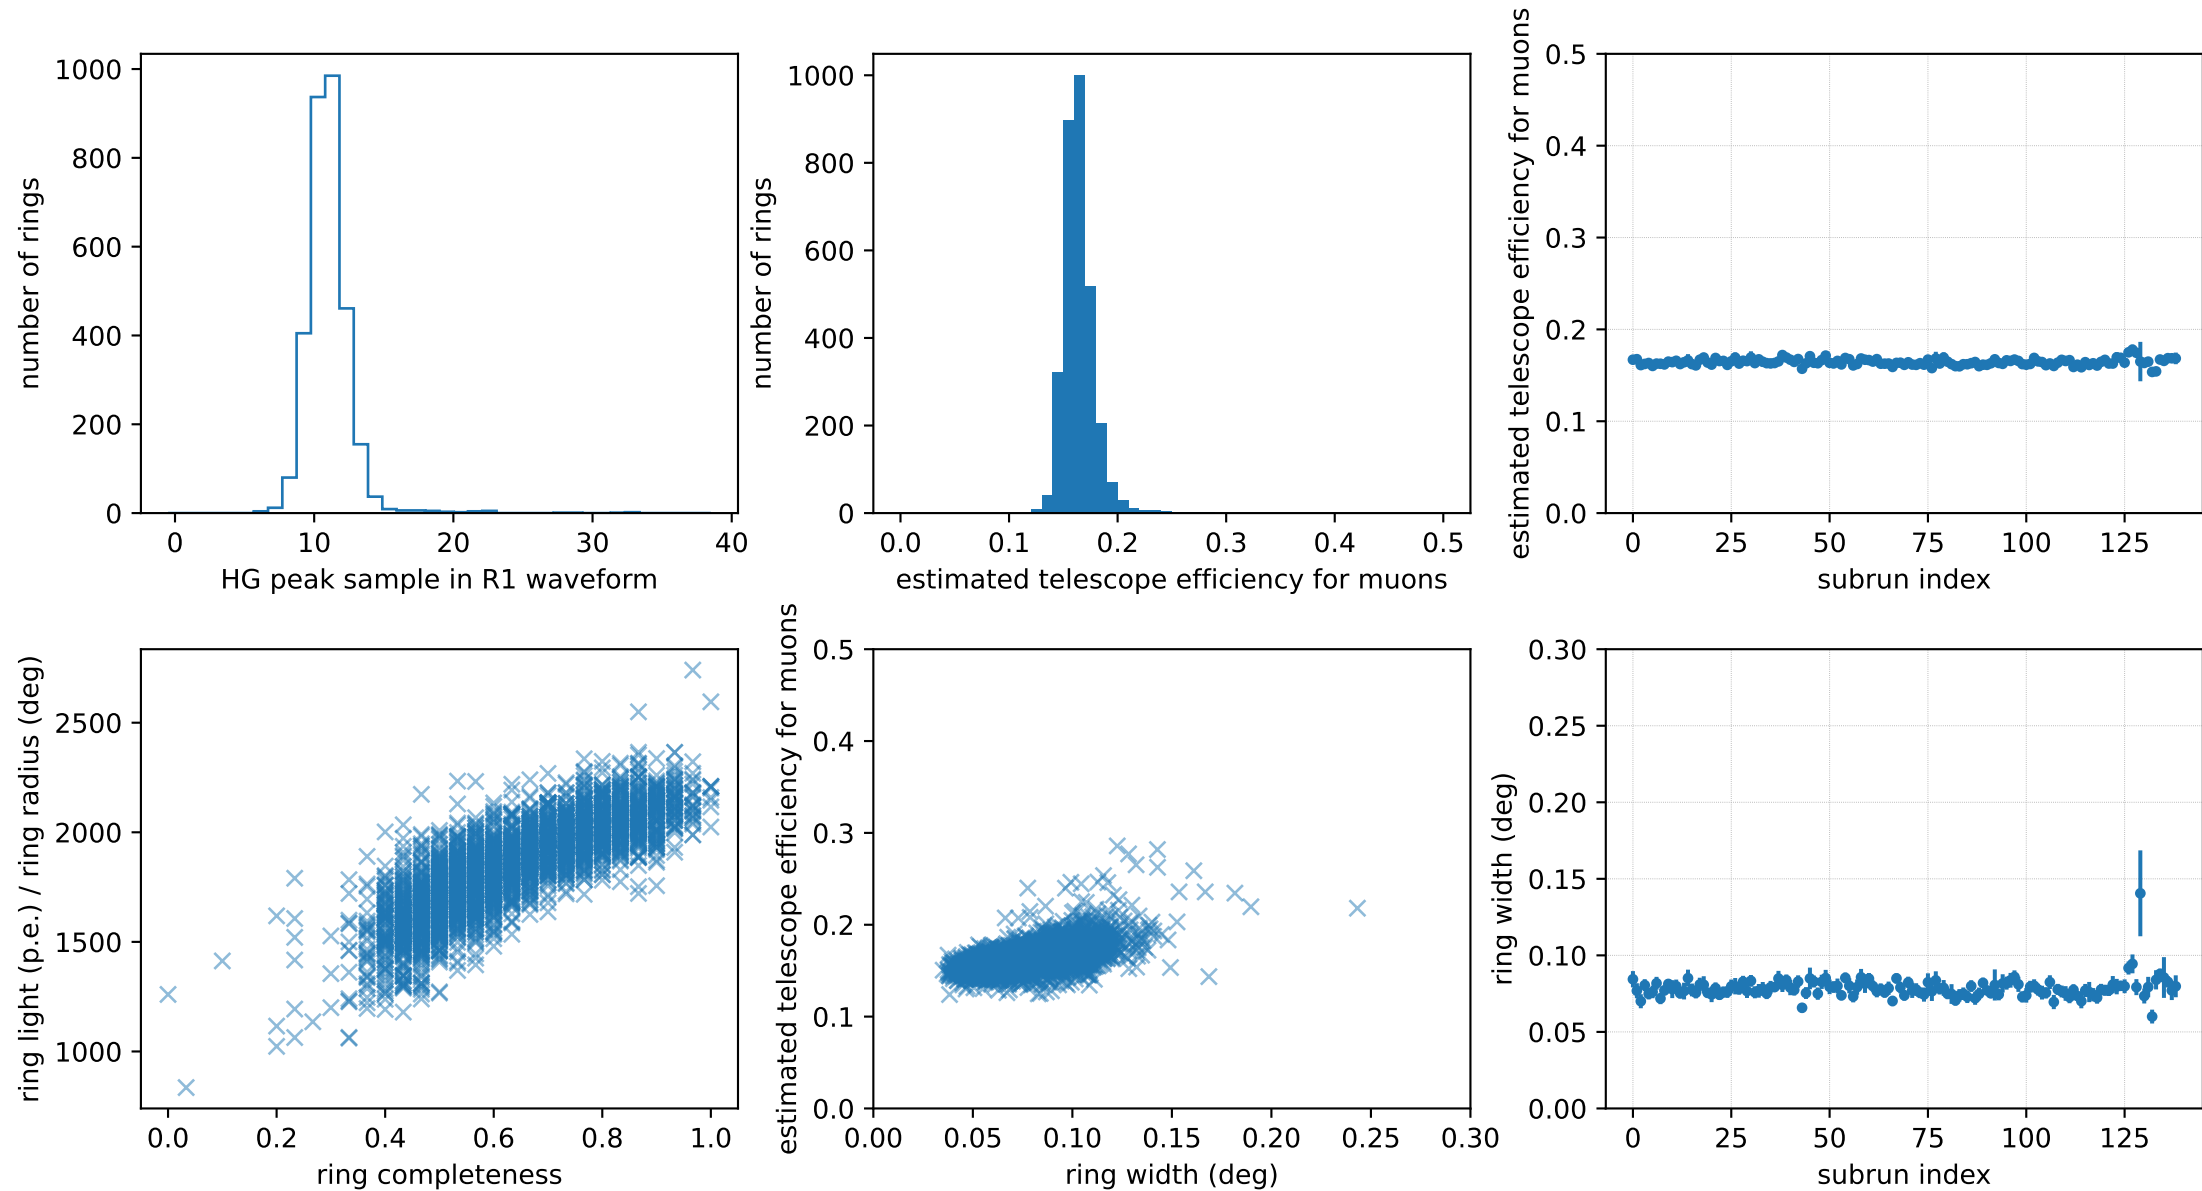 1000
800
600
400
200
0
number of rings
0 10 20 30 40
HG peak sample in R1 waveform
1000
800
600
400
200
0
number of rings
0.0 0.1 0.2 0.3 0.4 0.5
estimated telescope efficiency for muons
0.5
0.4
0.3
0.2
0.1
0.0
estimated telescope efficiency for muons
0 25 50 75 100 125
subrun index
2500
2000
1500
1000
ring light (p.e.) / ring radius (deg)
0.0 0.2 0.4 0.6 0.8 1.0
ring completeness
0.5
0.4
0.3
0.2
0.1
0.0
estimated telescope efficiency for muons
0.00 0.05 0.10 0.15 0.20 0.25 0.30
ring width (deg)
0.30
0.25
0.20
0.15
0.10
0.05
0.00
ring width (deg)
0 25 50 75 100 125
subrun index